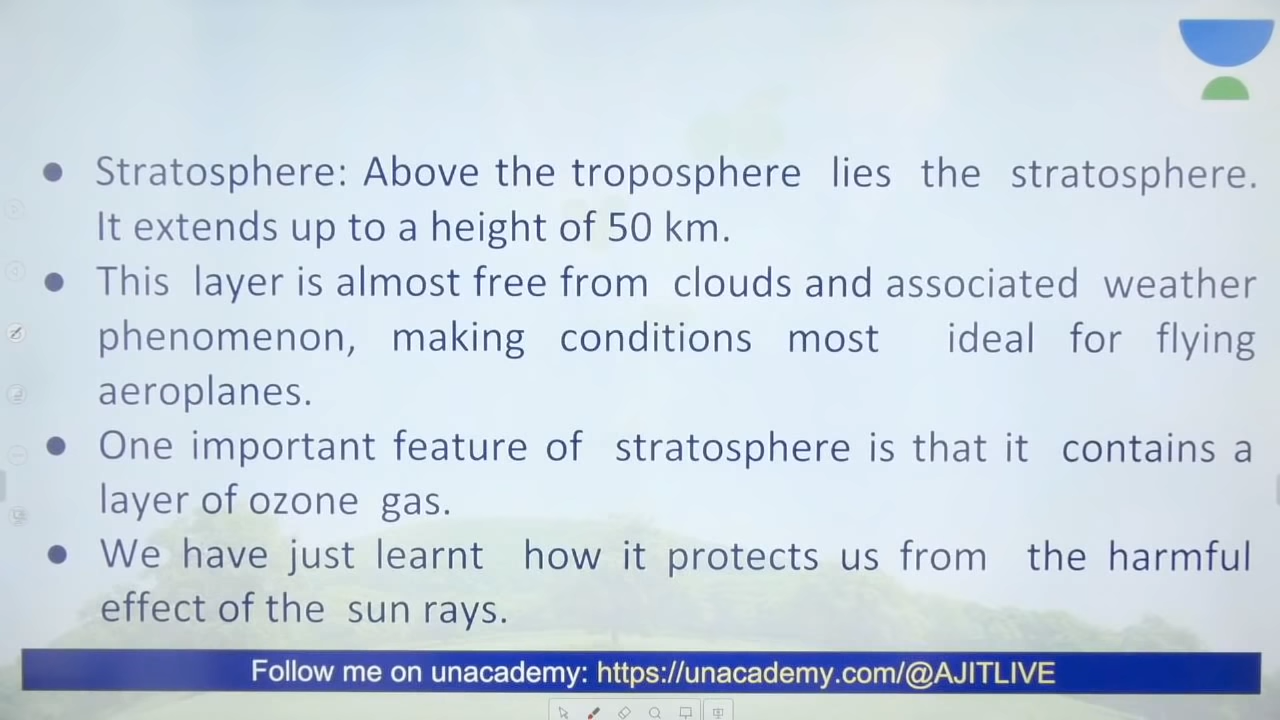 ● Stratosphere: Above the troposphere lies the stratosphere.
It extends up to a height of 50 km.
● This layer is almost free from clouds and associated weather
phenomenon, making conditions most ideal for flying
aeroplanes.
● One important feature of stratosphere is that it contains a
layer of ozone gas.
● We have just learnt how it protects us from the harmful
effect of the sun rays.
Follow me on unacademy: https://unacademy.com/@AJITLIVE